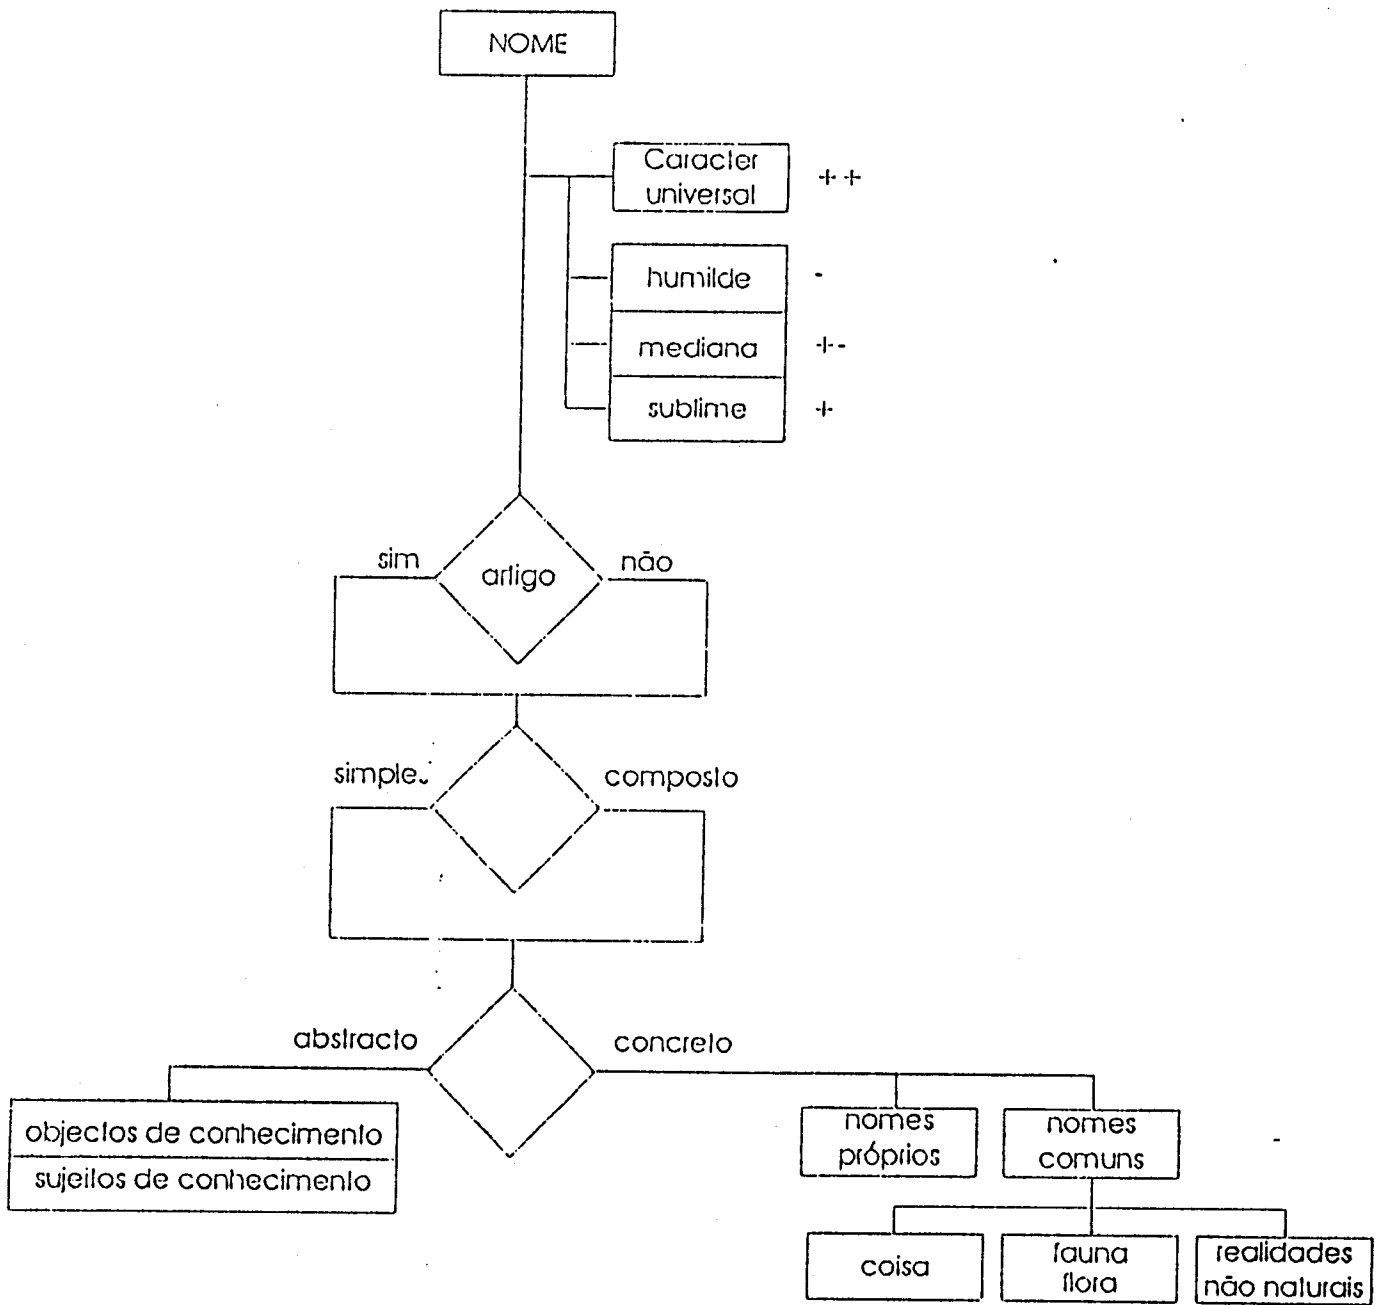 NOME
Caracter
universal
++
humilde
-
mediana
+-
sublime
+
sim
artigo
não
composto
abstracto
concreto
objectos de conhecimento
sujeitos de conhecimento
nomes
próprios
nomes
comuns
coisa
fauna
flora
realidades
não naturais